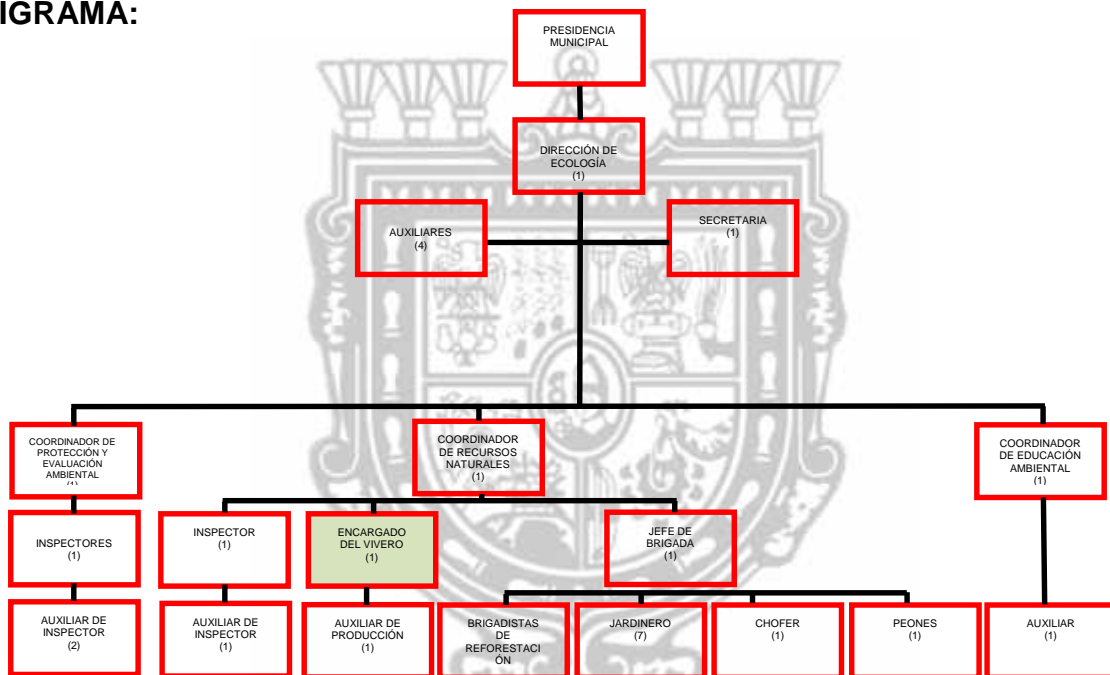 IGRAMA:
PRESIDENCIA
MUNICIPAL
DIRECCIÓN DE
ECOLOGÍA
(1)
AUXILIARES
(4)
SECRETARIA
(1)
COORDINADOR DE
PROTECCIÓN Y
EVALUACIÓN
AMBIENTAL
(1)
COORDINADOR
DE RECURSOS
NATURALES
(1)
COORDINADOR
DE EDUCACIÓN
AMBIENTAL
(1)
INSPECTORES
(1)
INSPECTOR
(1)
ENCARGADO
DEL VIVERO
(1)
JEFE DE
BRIGADA
(1)
AUXILIAR DE
INSPECTOR
(2)
AUXILIAR DE
INSPECTOR
(1)
AUXILIAR DE
PRODUCCIÓN
(1)
BRIGADISTAS
DE
REFORESTACI
ÓN
JARDINERO
(7)
CHOFER
(1)
PEONES
(1)
AUXILIAR
(1)